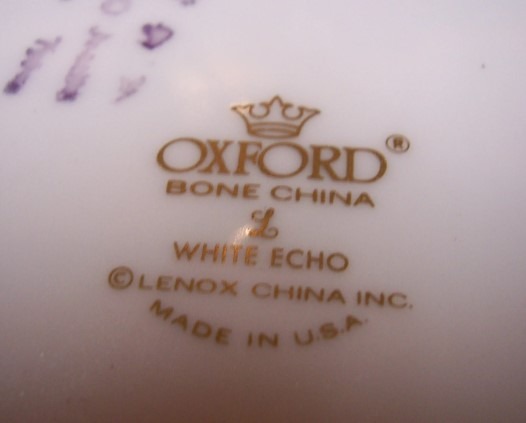 OXFORD®
BONE CHINA
L
WHITE ECHO
© LENOX CHINA INC.
MADE IN U.S.A.